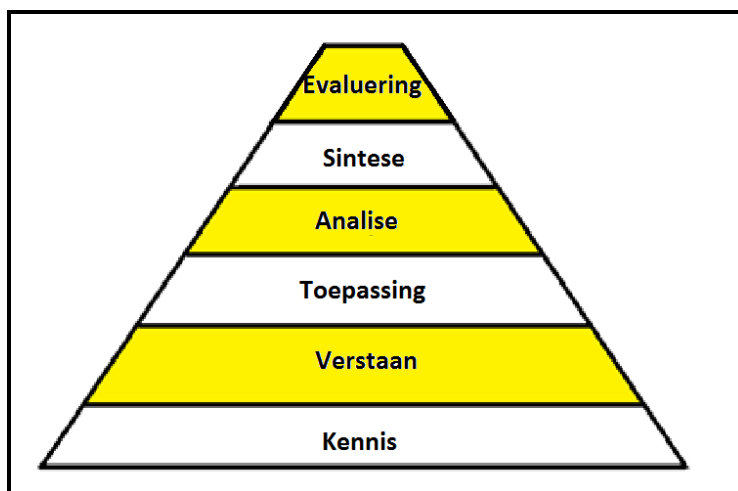 Evaluering
Sintese
Analise
Toepassing
Verstaan
Kennis